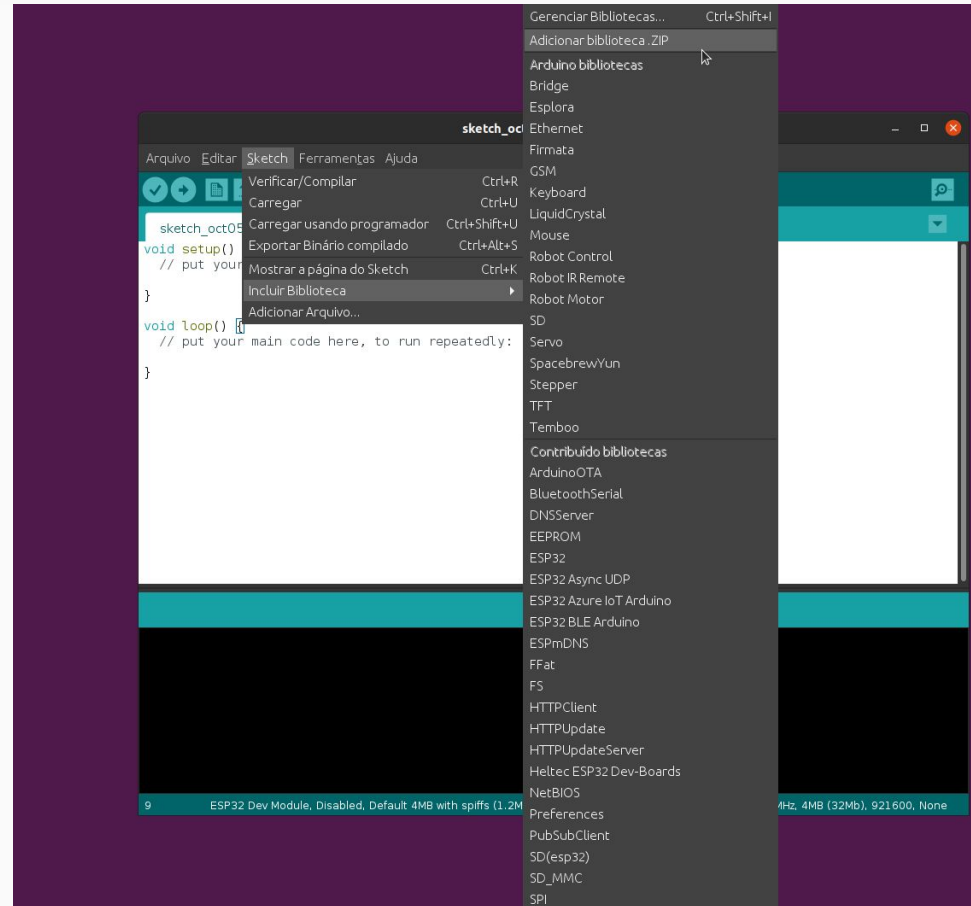 Gerenciar Bibliotecas... Ctrl+Shift+I
Adicionar biblioteca .ZIP
Arduino bibliotecas
Bridge
Esplora
Ethernet
Firmata
GSM
Keyboard
LiquidCrystal
Mouse
Robot Control
Robot IR Remote
Robot Motor
SD
Servo
SpacebrewYun
Stepper
TFT
Temboo
Contribuído bibliotecas
ArduinoOTA
BluetoothSerial
DNSServer
EEPROM
ESP32
ESP32 Async UDP
ESP32 Azure IoT Arduino
ESP32 BLE Arduino
ESPmDNS
FFat
FS
HTTPClient
HTTPUpdate
HTTPUpdateServer
Heltec ESP32 Dev-Boards
NetBIOS
Preferences
PubSubClient
SD(esp32)
SD_MMC
SPI
sketch_oct
Arquivo Editar Sketch Ferramentas Ajuda
Verificar/Compilar Ctrl+R
Carregar Ctrl+U
Carregar usando programador Ctrl+Shift+U
Exportar Binário compilado Ctrl+Alt+S
Mostrar a página do Sketch Ctrl+K
Incluir Biblioteca
Adicionar Arquivo...
sketch_oct05
void setup()
// put your
}
void loop() {
// put your main code here, to run repeatedly:
}
9 ESP32 Dev Module, Disabled, Default 4MB with spiffs (1.2M MHz, 4MB (32Mb), 921600, None